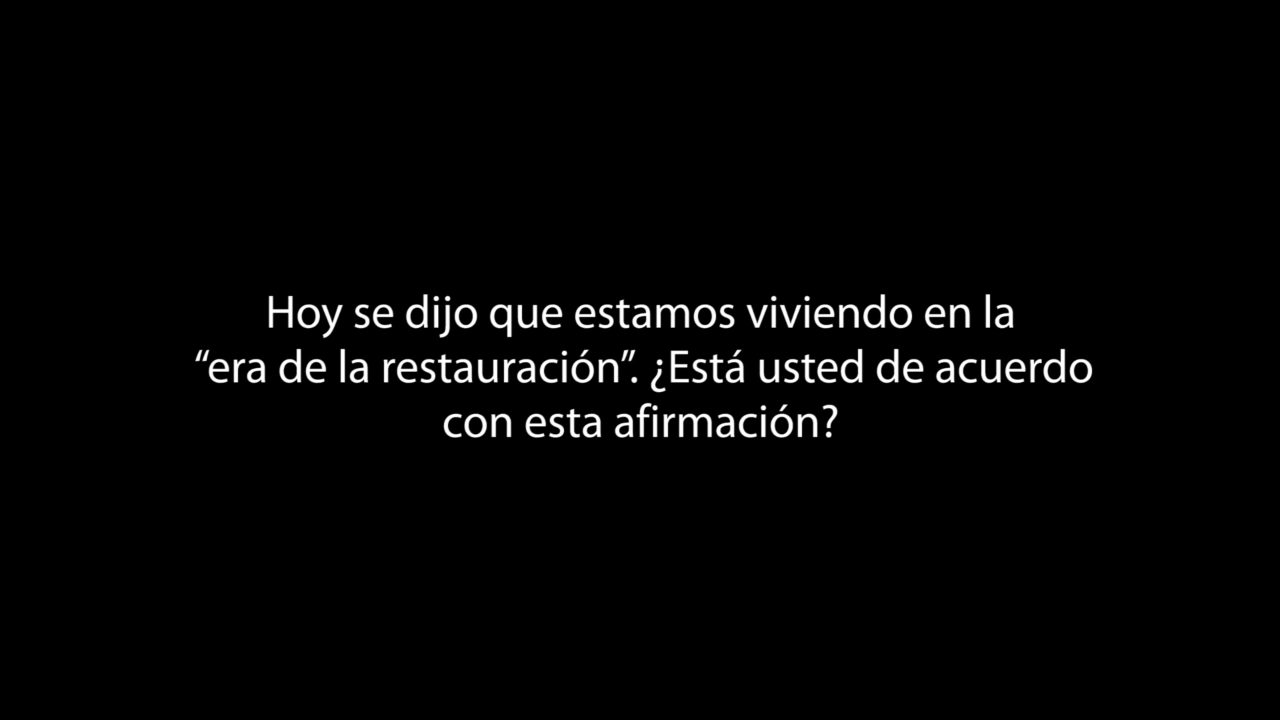 Hoy se dijo que estamos viviendo en la
“era de la restauración”. ¿Está usted de acuerdo
con esta afirmación?